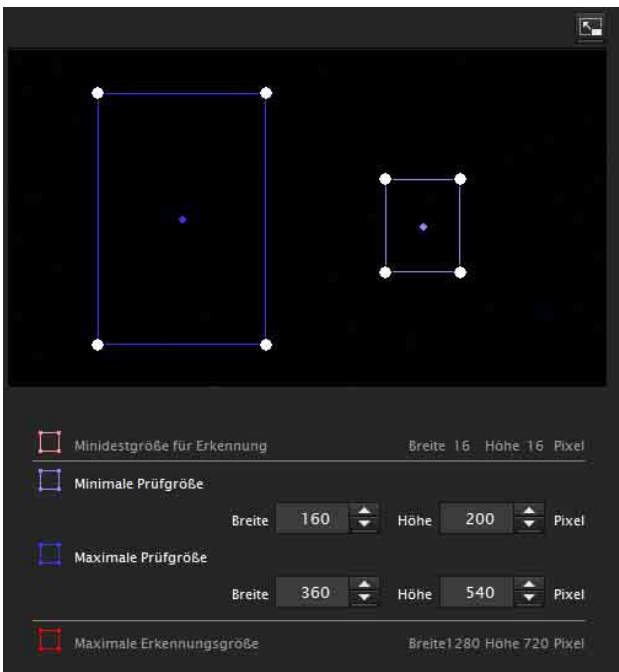 Minidestgröße für Erkennung Breite 16 Höhe 16 Pixel
Minimale Prüfgröße
Breite 160 Höhe 200 Pixel
Maximale Prüfgröße
Breite 360 Höhe 540 Pixel
Maximale Erkennungsgröße Breite1280 Höhe 720 Pixel